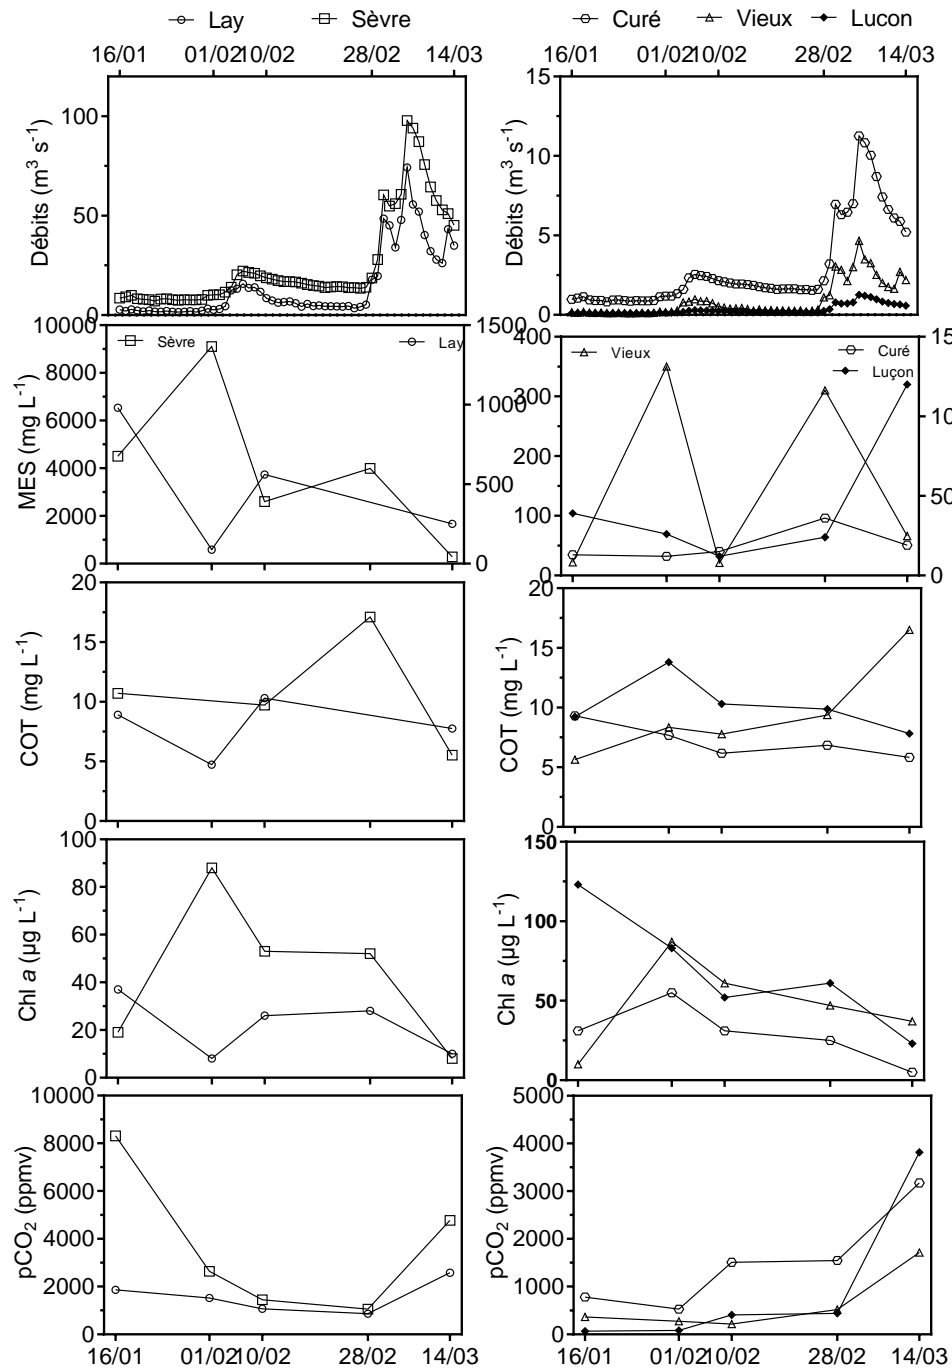 Lay Sèvre
16/01 01/02 10/02 28/02 14/03
Débits (m³ s⁻¹)
100
50
0
MES (mg L⁻¹)
10000
8000
6000
4000
2000
0
Sèvre
Lay
1500
1000
500
0
COT (mg L⁻¹)
20
15
10
5
0
Chl a (µg L⁻¹)
100
80
60
40
20
0
pCO₂ (ppmv)
10000
8000
6000
4000
2000
0
16/01 01/02 10/02 28/02 14/03
Curé Vieux Lucon
16/01 01/02 10/02 28/02 14/03
Débits (m³ s⁻¹)
15
10
5
0
400
300
200
100
0
Vieux
Curé
Luçon
15
10
50
0
COT (mg L⁻¹)
20
15
10
5
0
Chl a (µg L⁻¹)
150
100
50
0
pCO₂ (ppmv)
5000
4000
3000
2000
1000
0
16/01 01/02 10/02 28/02 14/03